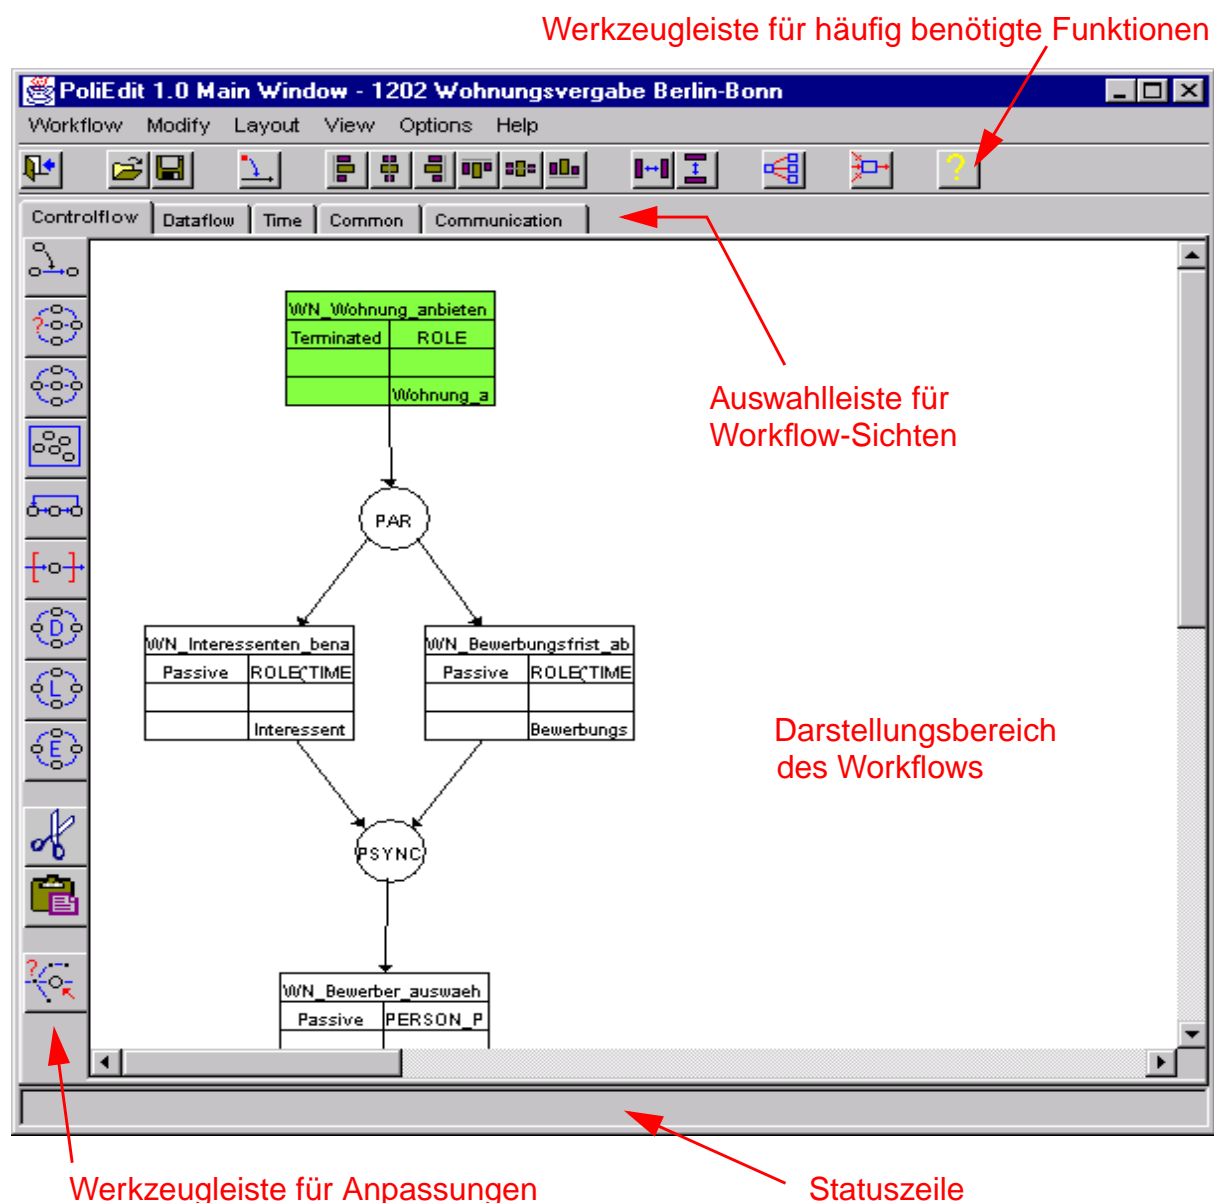 Werkzeugleiste für häufig benötigte Funktionen
PoliEdit 1.0 Main Window - 1202 Wohnungsvergabe Berlin-Bonn
Workflow Modify Layout View Options Help
?
Controlflow Dataflow Time Common Communication
WN_Wohnung_anbieten
Terminated ROLE
Wohnung_a
Auswahlleiste für
Workflow-Sichten
?
PAR
WN_Interessenten_bena WN_Bewerbungsfrist_ab
Passive ROLE(TIME Passive ROLE(TIME
Interessent Bewerbungs
D
L
E
Darstellungsbereich
des Workflows
PSYNC
WN_Bewerber_auswaeh
Passive PERSON_P
?
Werkzeugleiste für Anpassungen Statuszeile